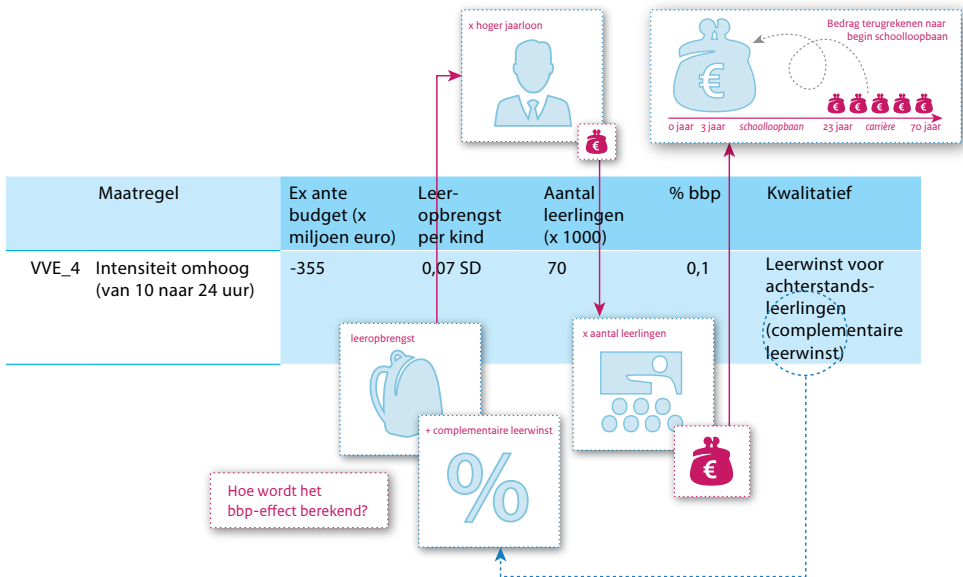 x hoger jaarloon
Bedrag terugrekenen naar
begin schoolloopbaan
€
€ € € € €
0 jaar 3 jaar schoolloopbaan 23 jaar carrière 70 jaar
€
Maatregel
Ex ante
budget (x
miljoen euro)
Leer-
opbrengst
per kind
Aantal
leerlingen
(x 1000)
% bbp
Kwalitatief
VVE_4 Intensiteit omhoog
(van 10 naar 24 uur)
-355
0,07 SD
70
0,1
Leerwinst voor
achterstands-
leerlingen
(complementaire
leerwinst)
leeropbrengst
x aantal leerlingen
+ complementaire leerwinst
%
€
Hoe wordt het
bbp-effect berekend?